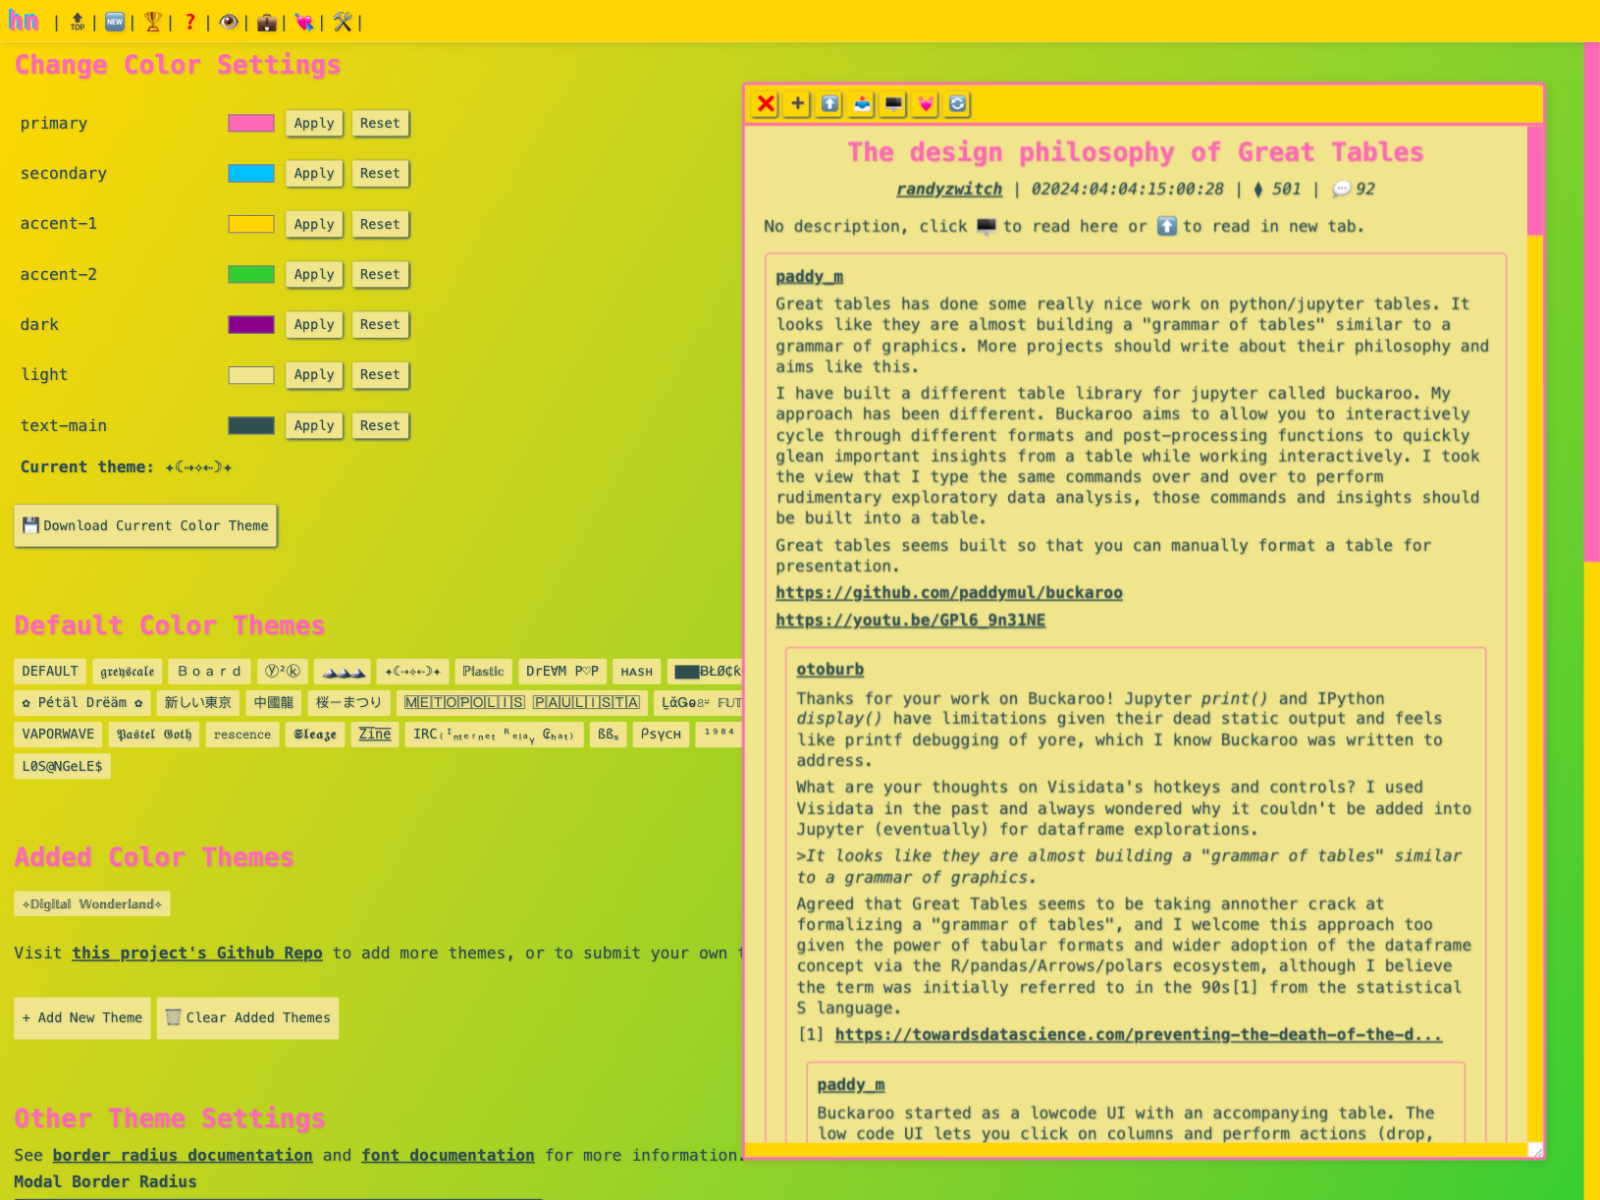 hn | TOP | NEW | | ? | | | | |
Change Color Settings
primary Apply Reset
secondary Apply Reset
accent-1 Apply Reset
accent-2 Apply Reset
dark Apply Reset
light Apply Reset
text-main Apply Reset
Current theme: ✦☾⇢✧⇠☽✦
Download Current Color Theme
Default Color Themes
DEFAULT 𝖌𝖗𝖊𝖞𝖘𝖈𝖆𝖑𝖊 Ｂｏａｒｄ ⓨ²ⓚ ✦☾⇢✧⇠☽✦ ℙ𝕝𝕒𝕤𝕥𝕚𝕔 DrE∀M P♡P ʜᴀsʜ
✿ Pétäl Drëäm ✿ 新しい東京 中國龍 桜ーまつり 🄼🄴🅃🄾🄿🄾🄻🄸🅂 🄿🄰🅄🄻🄸🅂🅃🄰
VAPORWAVE 𝕻𝖆𝖘𝖙𝖊𝖑 𝕲𝖔𝖙𝖍 rescence 𝕾𝖑𝖊𝖆𝖟𝖊 Zine IRC₍ᴵₙₜₑᵣₙₑₜ ᴿₑₗₐᵧ ₵ₕₐₜ₎ ßßₛ ᑭsγᴄʜ ¹⁹⁸⁴
L0S@NGeLE$
Added Color Themes
✧𝔻𝕚𝕘𝕚𝕥𝕒𝕝 𝕎𝕠𝕟𝕕𝕖𝕣𝕝𝕒𝕟𝕕✧
Visit this project's Github Repo to add more themes, or to submit your own
+ Add New Theme Clear Added Themes
Other Theme Settings
See border radius documentation and font documentation for more information.
Modal Border Radius
The design philosophy of Great Tables
randyzwitch | 02024:04:04:15:00:28 | ⧫ 501 | 💬 92
No description, click 🖥️ to read here or ⬆️ to read in new tab.
paddy_m
Great tables has done some really nice work on python/jupyter tables. It
looks like they are almost building a "grammar of tables" similar to a
grammar of graphics. More projects should write about their philosophy and
aims like this.
I have built a different table library for jupyter called buckaroo. My
approach has been different. Buckaroo aims to allow you to interactively
cycle through different formats and post-processing functions to quickly
glean important insights from a table while working interactively. I took
the view that I type the same commands over and over to perform
rudimentary exploratory data analysis, those commands and insights should
be built into a table.
Great tables seems built so that you can manually format a table for
presentation.
https://github.com/paddymul/buckaroo
https://youtu.be/GPl6_9n31NE
otoburb
Thanks for your work on Buckaroo! Jupyter print() and IPython
display() have limitations given their dead static output and feels
like printf debugging of yore, which I know Buckaroo was written to
address.
What are your thoughts on Visidata's hotkeys and controls? I used
Visidata in the past and always wondered why it couldn't be added into
Jupyter (eventually) for dataframe explorations.
>It looks like they are almost building a "grammar of tables" similar
to a grammar of graphics.
Agreed that Great Tables seems to be taking annother crack at
formalizing a "grammar of tables", and I welcome this approach too
given the power of tabular formats and wider adoption of the dataframe
concept via the R/pandas/Arrows/polars ecosystem, although I believe
the term was initially referred to in the 90s[1] from the statistical
S language.
[1] https://towardsdatascience.com/preventing-the-death-of-the-d...
paddy_m
Buckaroo started as a lowcode UI with an accompanying table. The
low code UI lets you click on columns and perform actions (drop,